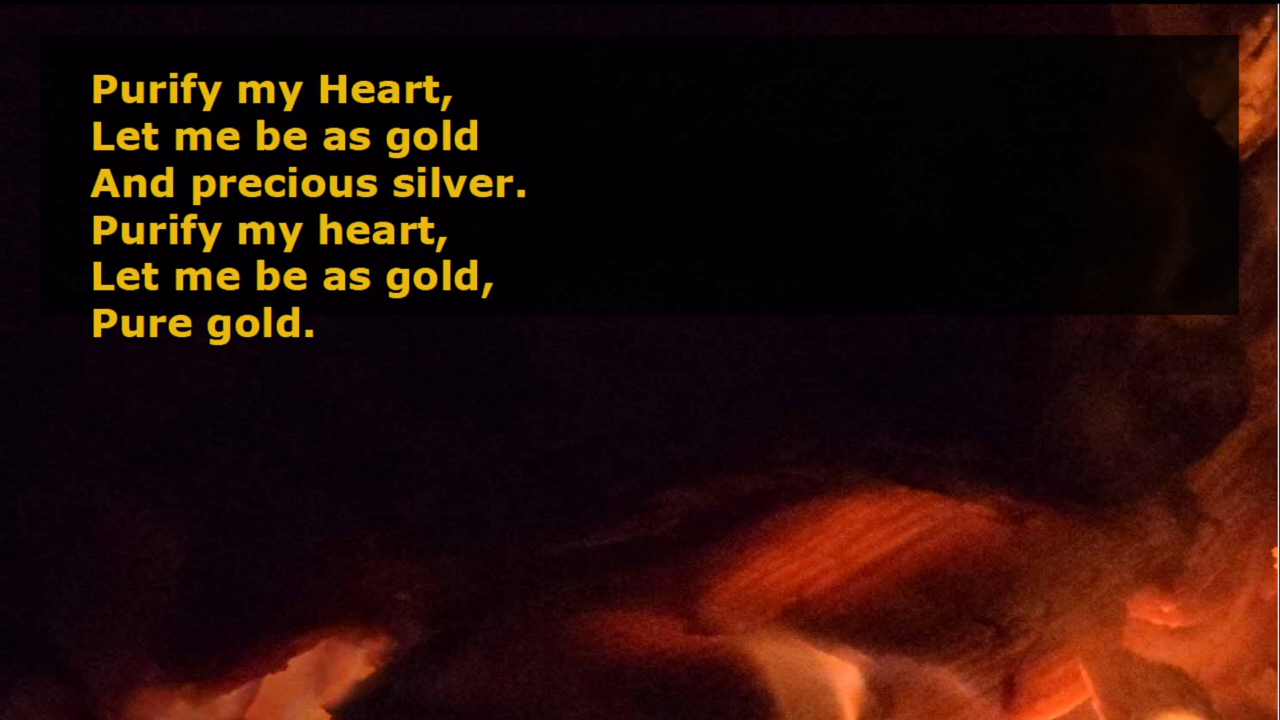 Purify my Heart,
Let me be as gold
And precious silver.
Purify my heart,
Let me be as gold,
Pure gold.